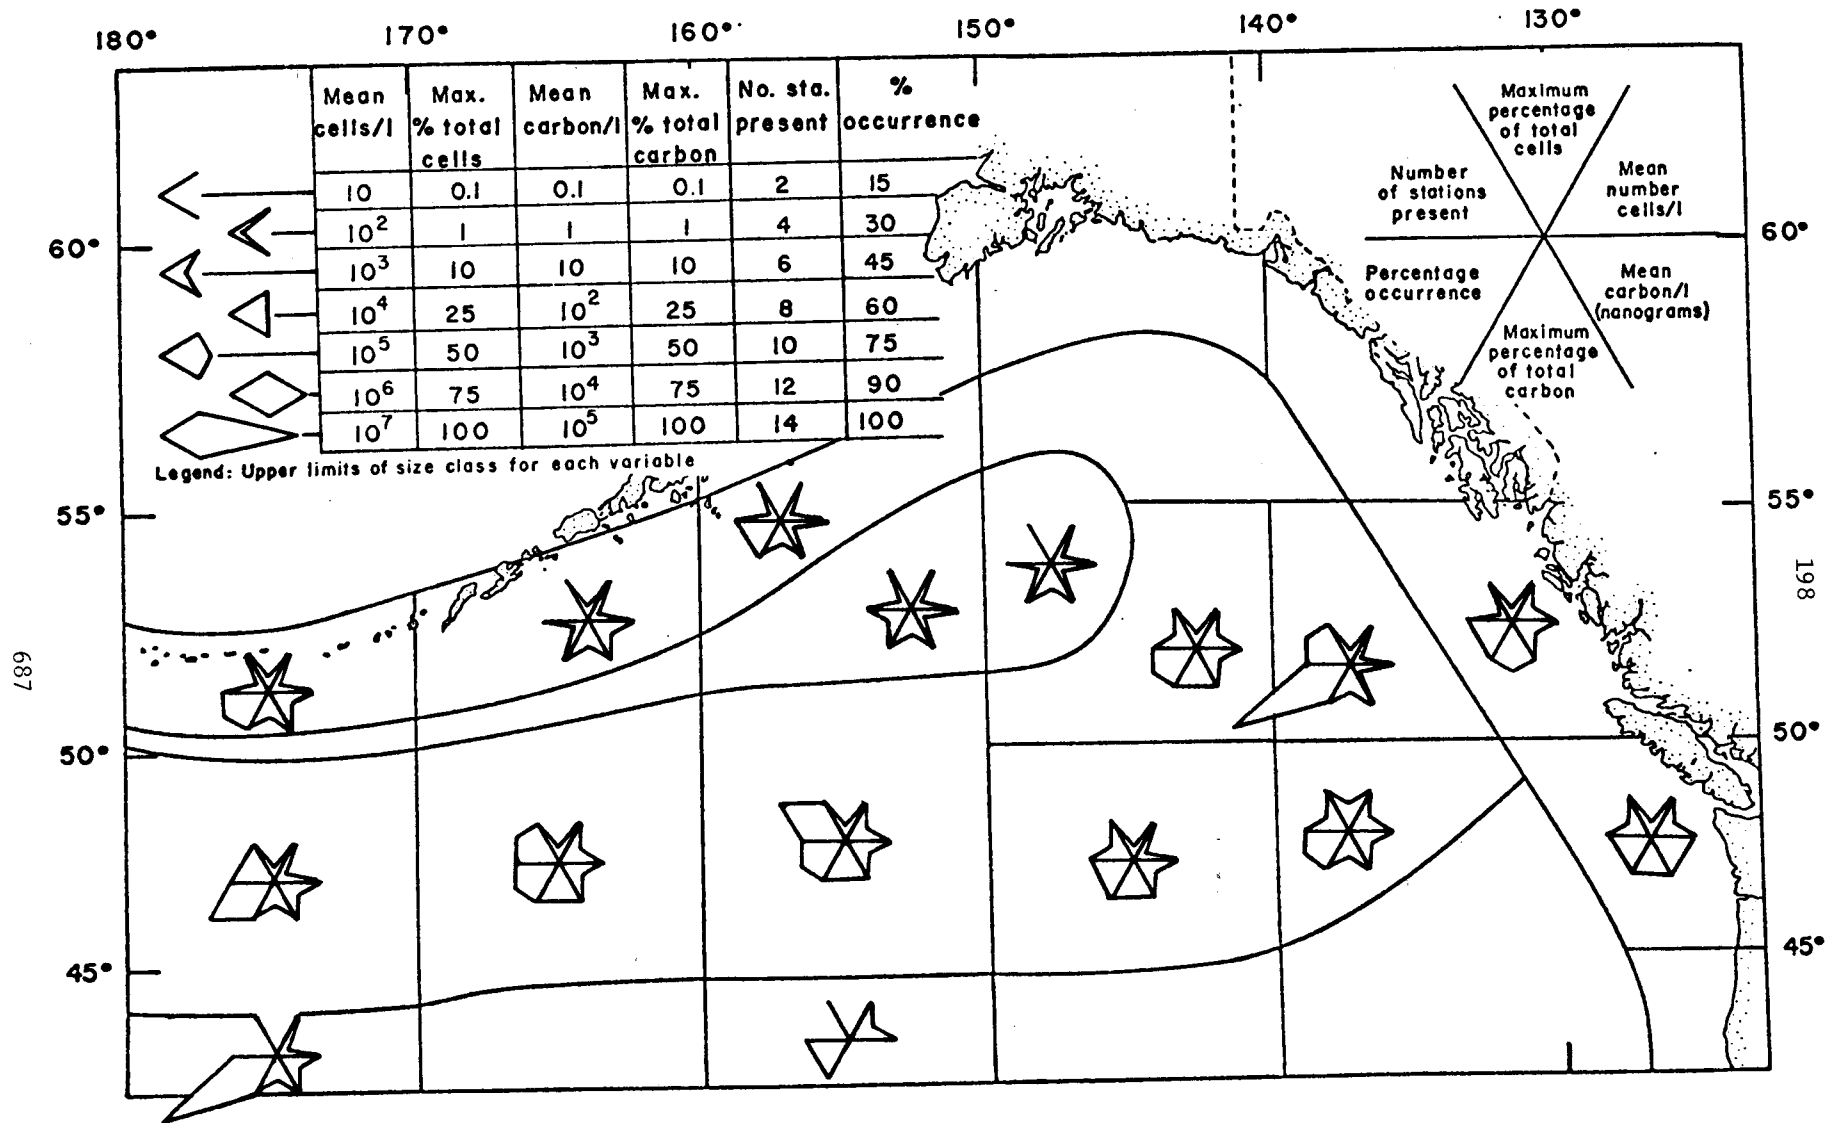 180° 170° 160° 150° 140° 130°
Mean cells/l Max. % total cells Mean carbon/l Max. % total carbon No. sta. present % occurrence
10 0.1 0.1 0.1 2 15
10² 1 1 1 4 30
10³ 10 10 10 6 45
10⁴ 25 10² 25 8 60
10⁵ 50 10³ 50 10 75
10⁶ 75 10⁴ 75 12 90
10⁷ 100 10⁵ 100 14 100
Legend: Upper limits of size class for each variable
Maximum
percentage
of total
cells
Number
of stations
present
Mean
number
cells/l
Percentage
occurrence
Mean
carbon/l
(nanograms)
Maximum
percentage
of total
carbon
60°
55°
50°
45°
60°
55°
50°
45°
687
198